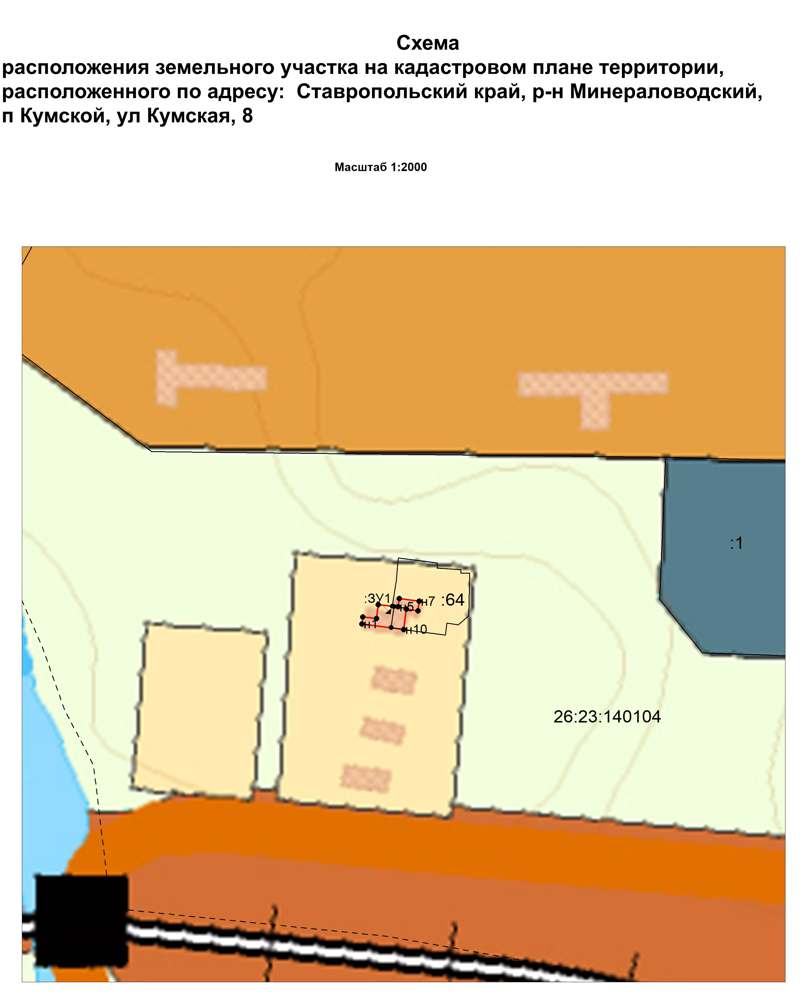 Схема
расположения земельного участка на кадастровом плане территории,
расположенного по адресу:  Ставропольский край, р-н Минераловодский,
п Кумской, ул Кумская, 8
Масштаб 1:2000
:1
:ЗУ1
н7
:64
н5
н1
н10
26:23:140104